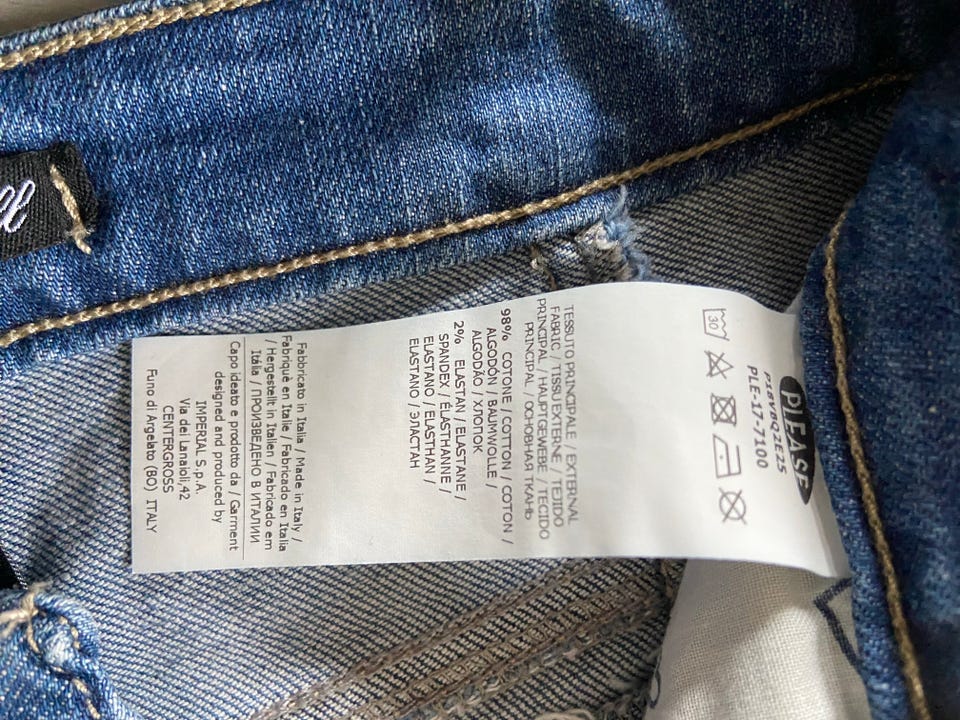 PLEASE
P18VBQ2E25
PLE-17-7100
30
TESSUTO PRINCIPALE / EXTERNAL
FABRIC / TISSU EXTERNE / TEJIDO
PRINCIPAL / HAUPTGEWEBE / TECIDO
PRINCIPAL / ОСНОВНАЯ ТКАНЬ
98% COTONE / COTTON / COTON /
ALGODÓN / BAUMWOLLE /
ALGODÃO / ХЛОПОК
2% ELASTAN / ELASTANE /
SPANDEX / ÉLASTHANNE /
ELASTANO / ELASTHAN /
ELASTANO / ЭЛАСТАН
Fabbricato in Italia / Made in Italy /
Fabriqué en Italie / Fabricado en Italia
/ Hergestellt in Italien / Fabricado em
Itália / ПРОИЗВЕДЕНО В ИТАЛИИ
Capo ideato e prodotto da / Garment
designed and produced by
IMPERIAL S.p.A.
Via dei Lanaioli,42
CENTERGROSS
Funo di Argelato (BO) ITALY